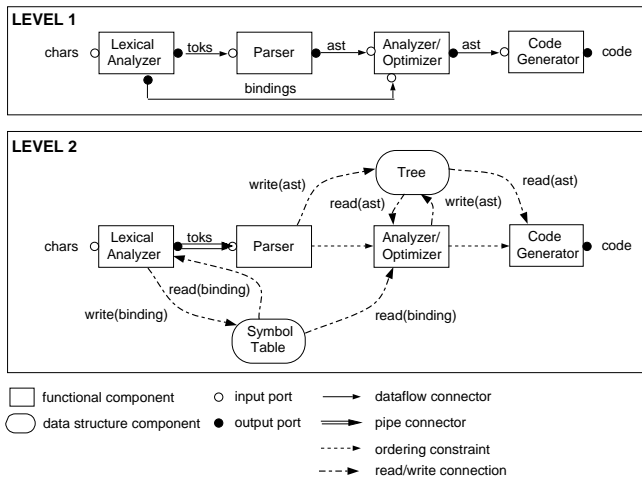 LEVEL 1
chars
Lexical
Analyzer
toks
Parser
ast
Analyzer/
Optimizer
ast
Code
Generator
code
bindings
LEVEL 2
Tree
write(ast)
read(ast)
write(ast)
read(ast)
chars
Lexical
Analyzer
toks
Parser
Analyzer/
Optimizer
Code
Generator
code
read(binding)
write(binding)
read(binding)
Symbol
Table
functional component
input port
dataflow connector
data structure component
output port
pipe connector
ordering constraint
read/write connection